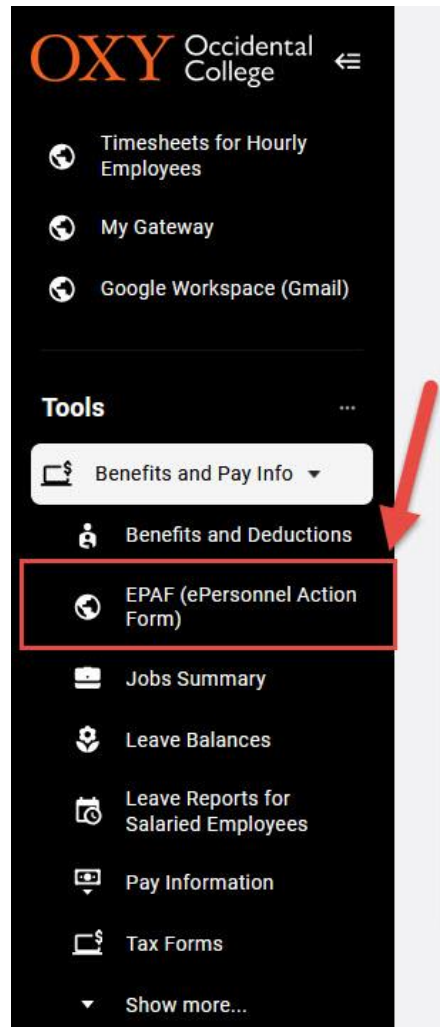 OXY Occidental
College
Timesheets for Hourly
Employees
My Gateway
Google Workspace (Gmail)
Tools
Benefits and Pay Info
Benefits and Deductions
EPAF (ePersonnel Action
Form)
Jobs Summary
Leave Balances
Leave Reports for
Salaried Employees
Pay Information
Tax Forms
Show more...